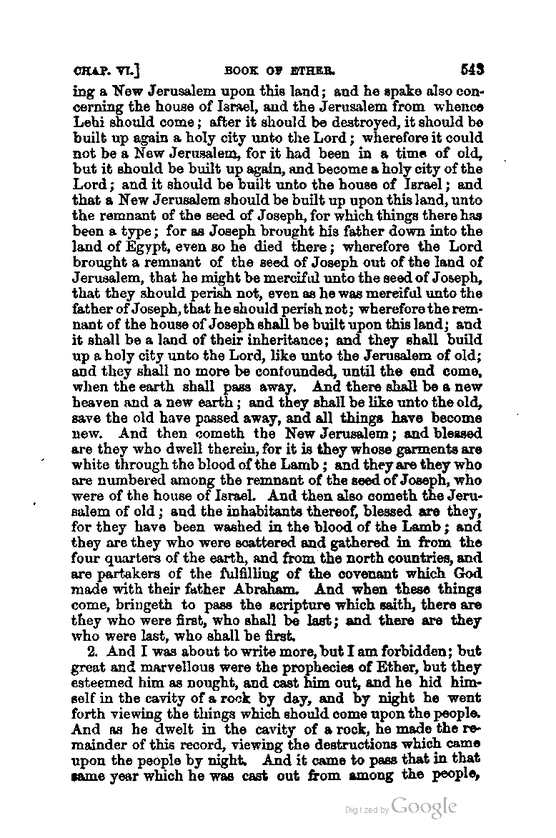 CHAP. VI.] BOOK OF ETHER. 543
ing a New Jerusalem upon this land; and he spake also con-
cerning the house of Israel, and the Jerusalem from whence
Lehi should come; after it should be destroyed, it should be
built up again a holy city unto the Lord; wherefore it could
not be a New Jerusalem, for it had been in a time of old,
but it should be built up again, and become a holy city of the
Lord; and it should be built unto the house of Israel; and
that a New Jerusalem should be built up upon this land, unto
the remnant of the seed of Joseph, for which things there has
been a type; for as Joseph brought his father down into the
land of Egypt, even so he died there; wherefore the Lord
brought a remnant of the seed of Joseph out of the land of
Jerusalem, that he might be merciful unto the seed of Joseph,
that they should perish not, even as he was mereiful unto the
father of Joseph, that he should perish not; wherefore the rem-
nant of the house of Joseph shall be built upon this land; and
it shall be a land of their inheritance; and they shall build
up a holy city unto the Lord, like unto the Jerusalem of old;
and they shall no more be confounded, until the end come,
when the earth shall pass away. And there shall be a new
heaven and a new earth; and they shall be like unto the old,
save the old have passed away, and all things have become
new. And then cometh the New Jerusalem; and blessed
are they who dwell therein, for it is they whose garments are
white through the blood of the Lamb; and they are they who
are numbered among the remnant of the seed of Joseph, who
were of the house of Israel. And then also cometh the Jeru-
salem of old; and the inhabitants thereof, blessed are they,
for they have been washed in the blood of the Lamb; and
they are they who were scattered and gathered in from the
four quarters of the earth, and from the north countries, and
are partakers of the fulfilling of the covenant which God
made with their father Abraham. And when these things
come, bringeth to pass the scripture which saith, there are
they who were first, who shall be last; and there are they
who were last, who shall be first.
2. And I was about to write more, but I am forbidden; but
great and marvellous were the prophecies of Ether, but they
esteemed him as nought, and cast him out, and he hid him-
self in the cavity of a rock by day, and by night he went
forth viewing the things which should come upon the people.
And as he dwelt in the cavity of a rock, he made the re-
mainder of this record, viewing the destructions which came
upon the people by night. And it came to pass that in that
same year which he was cast out from among the people,
Digitized by Google